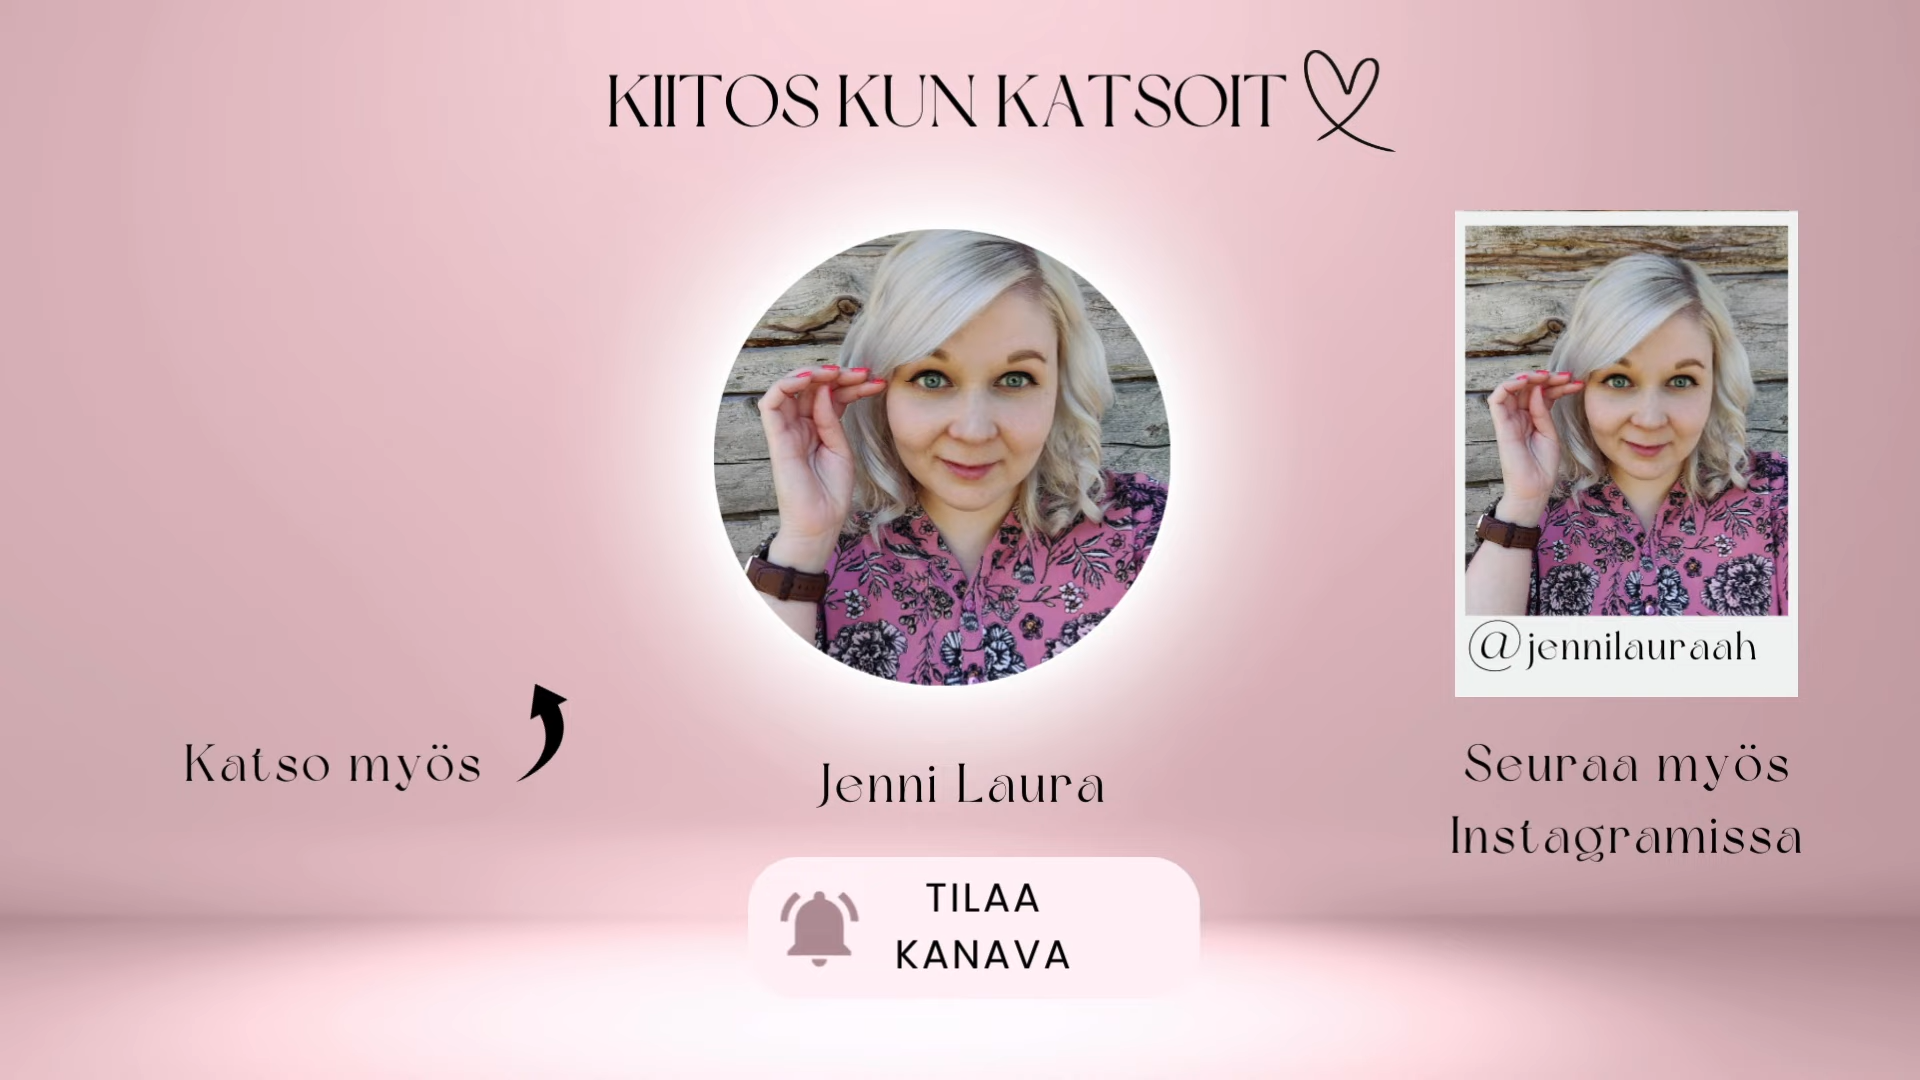 KIITOS KUN KATSOIT
@jennilauraah
Katso myös
Jenni Laura
Seuraa myös
Instagramissa
TILAA
KANAVA